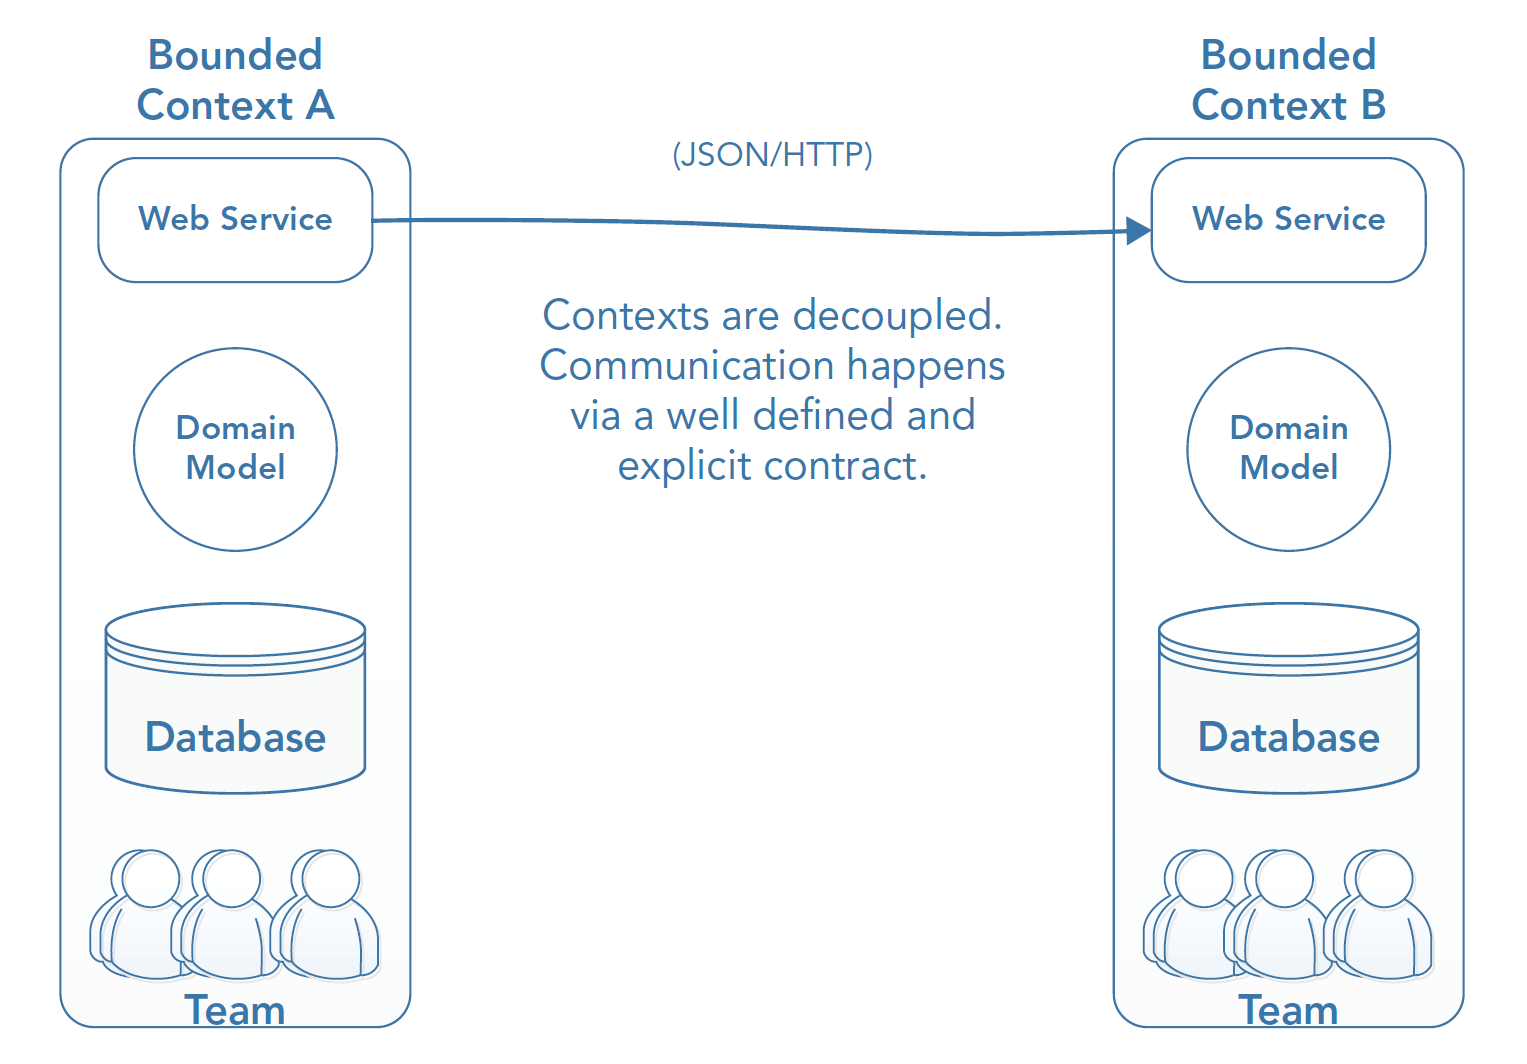 Bounded
Context A
Web Service
Domain
Model
Database
Team
(JSON/HTTP)
Contexts are decoupled.
Communication happens
via a well defined and
explicit contract.
Bounded
Context B
Web Service
Domain
Model
Database
Team